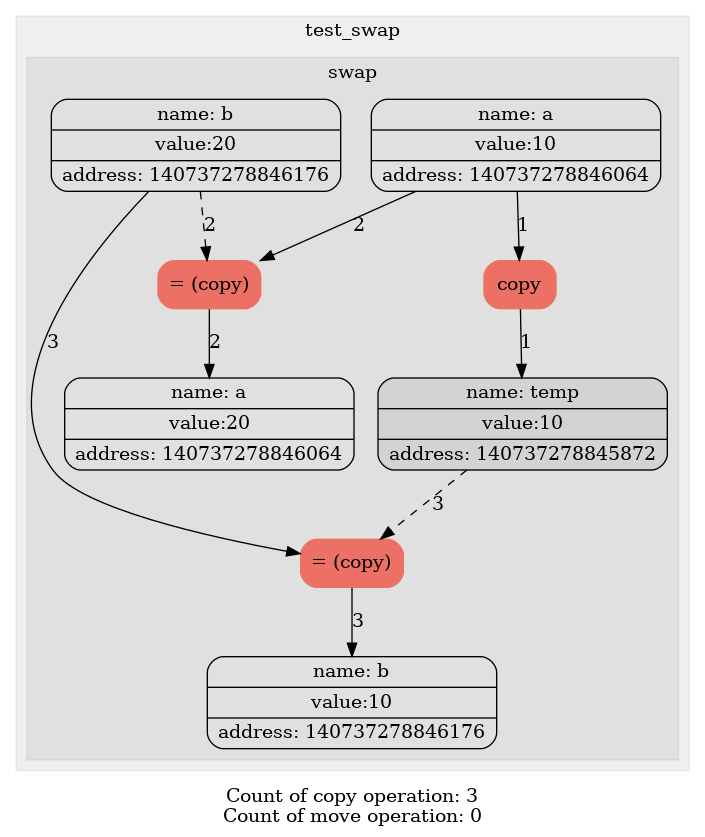 test_swap
swap
name: b
value:20
address: 140737278846176
name: a
value:10
address: 140737278846064
2
2
1
= (copy)
copy
3
2
1
name: a
value:20
address: 140737278846064
name: temp
value:10
address: 140737278845872
3
= (copy)
3
name: b
value:10
address: 140737278846176
Count of copy operation: 3
Count of move operation: 0